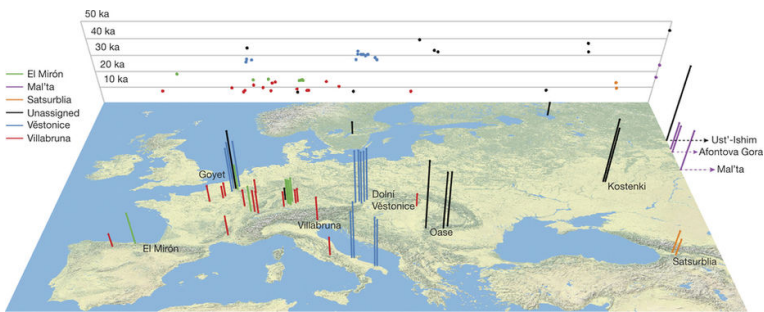 50 ka
40 ka
30 ka
20 ka
10 ka
El Mirón
Mal'ta
Satsurblia
Unassigned
Věstonice
Villabruna
Goyet
Dolní
Věstonice
Villabruna
Oase
El Mirón
Kostenki
Satsurblia
Ust'-Ishim
Afontova Gora
Mal'ta